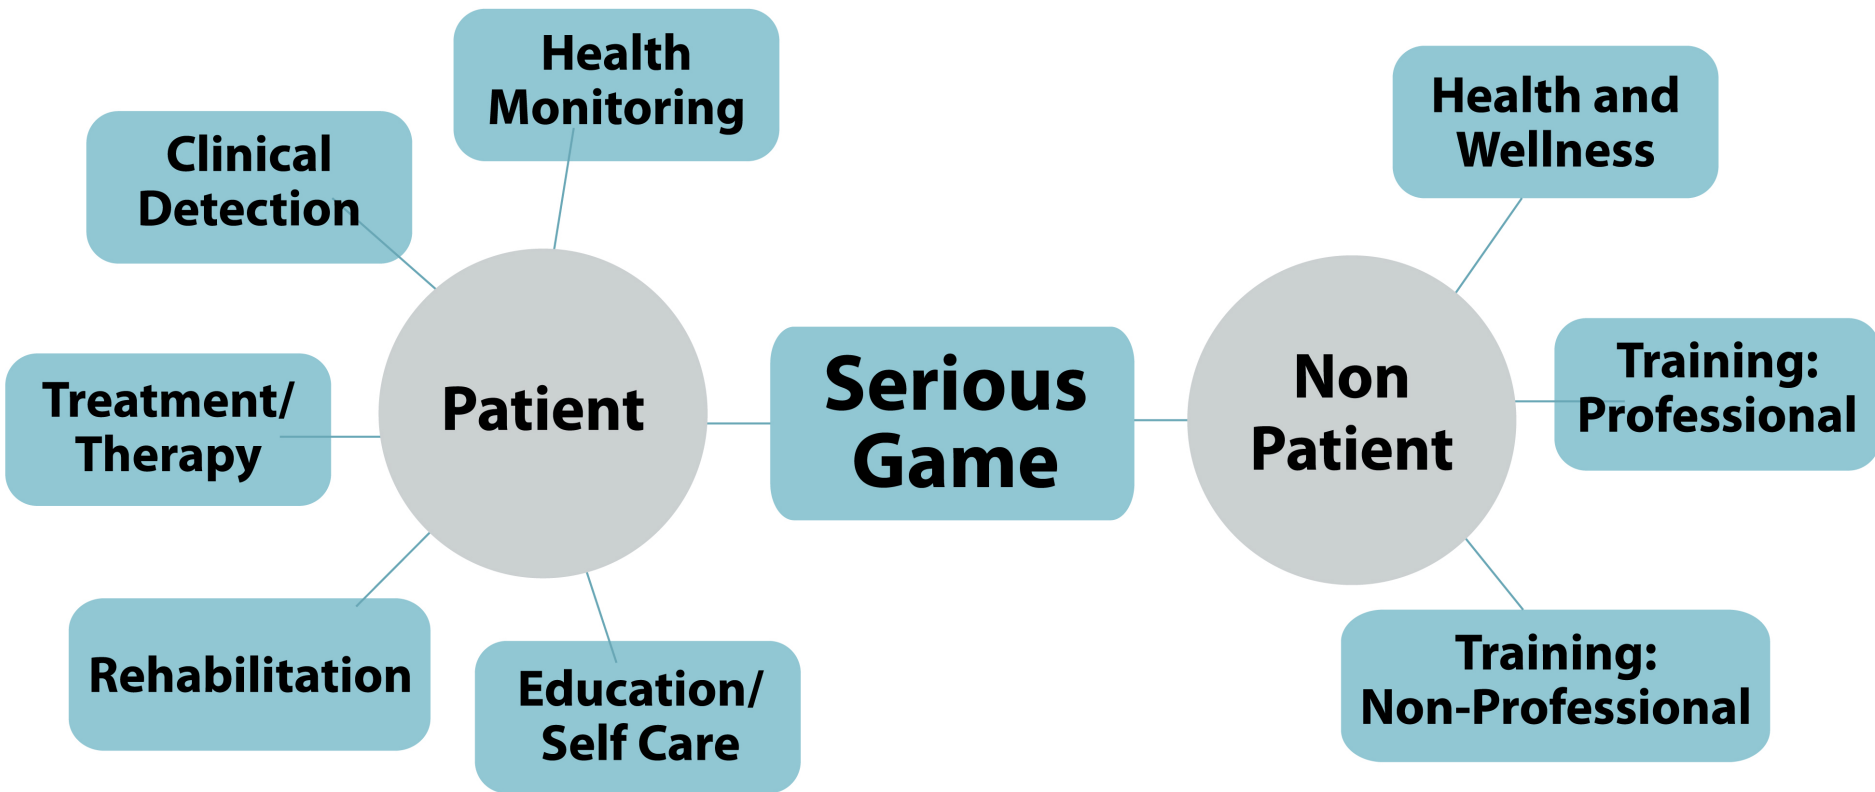 Health
Monitoring
Clinical
Detection
Treatment/
Therapy
Rehabilitation
Education/
Self Care
Patient
Serious
Game
Non
Patient
Health and
Wellness
Training:
Professional
Training:
Non-Professional